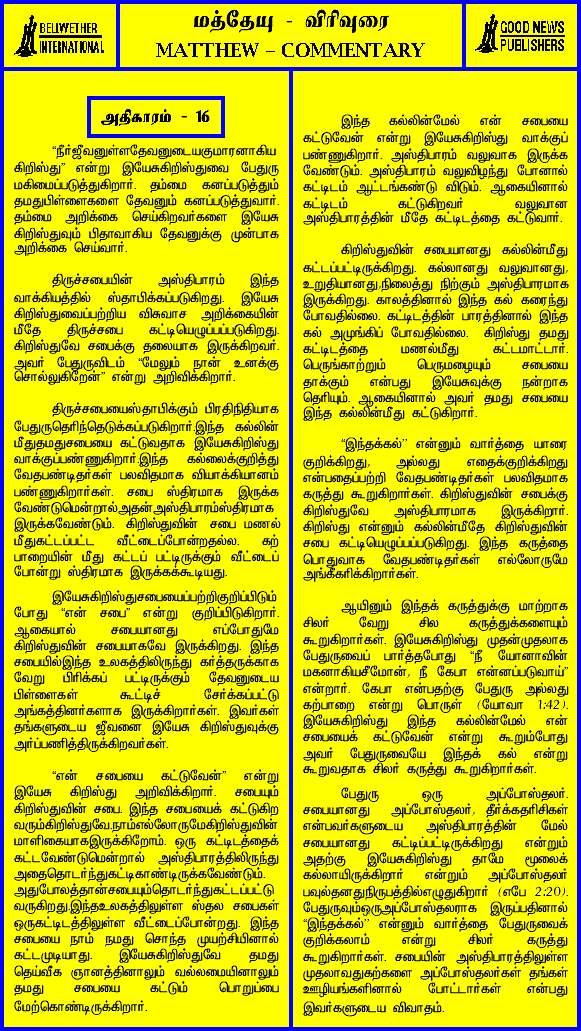 BELLWETHER
INTERNATIONAL
மத்தேயு - விரிவுரை
MATTHEW – COMMENTARY
GOOD NEWS
PUBLISHERS
அதிகாரம் - 16
“நீர்ஜீவனுள்ளதேவனுடையகுமாரனாகிய
கிறிஸ்து” என்று இயேசுகிறிஸ்துவை பேதுரு
மகிமைப்படுத்துகிறார். தம்மை கனப்படுத்தும்
தமதுபிள்ளைகளை தேவனும் கனப்படுத்துவார்.
தம்மை அறிக்கை செய்கிறவர்களை இயேசு
கிறிஸ்துவும் பிதாவாகிய தேவனுக்கு முன்பாக
அறிக்கை செய்வார்.
திருச்சபையின் அஸ்திபாரம் இந்த
வாக்கியத்தில் ஸ்தாபிக்கப்படுகிறது. இயேசு
கிறிஸ்துவைப்பற்றிய விசுவாச அறிக்கையின்
மீதே திருச்சபை கட்டியெழுப்பப்படுகிறது.
கிறிஸ்துவே சபைக்கு தலையாக இருக்கிறவர்.
அவர் பேதுருவிடம் “மேலும் நான் உனக்கு
சொல்லுகிறேன்” என்று அறிவிக்கிறார்.
திருச்சபையைஸ்தாபிக்கும் பிரதிநிதியாக
பேதுருதெரிந்தெடுக்கப்படுகிறார்.இந்த கல்லின்
மீதுதமதுசபையை கட்டுவதாக இயேசுகிறிஸ்து
வாக்குப்பண்ணுகிறார்.இந்த கல்லைக்குறித்து
வேதபண்டிதர்கள் பலவிதமாக வியாக்கியானம்
பண்ணுகிறார்கள். சபை ஸ்திரமாக இருக்க
வேண்டுமென்றால்அதன்அஸ்திபாரம்ஸ்திரமாக
இருக்கவேண்டும். கிறிஸ்துவின் சபை மணல்
மீதுகட்டப்பட்ட வீட்டைப்போன்றதல்ல. கற்
பாறையின் மீது கட்டப் பட்டிருக்கும் வீட்டைப்
போன்று ஸ்திரமாக இருக்கக்கூடியது.
இயேசுகிறிஸ்துசபையைப்பற்றிகுறிப்பிடும்
போது “என் சபை” என்று குறிப்பிடுகிறார்.
ஆகையால் சபையானது எப்போதுமே
கிறிஸ்துவின் சபையாகவே இருக்கிறது. இந்த
சபையில்இந்த உலகத்திலிருந்து கர்த்தருக்காக
வேறு பிரிக்கப் பட்டிருக்கும் தேவனுடைய
பிள்ளைகள் கூட்டிச் சேர்க்கப்பட்டு
அங்கத்தினர்களாக இருக்கிறார்கள். இவர்கள்
தங்களுடைய ஜீவனை இயேசு கிறிஸ்துவுக்கு
அர்ப்பணித்திருக்கிறவர்கள்.
“என் சபையை கட்டுவேன்” என்று
இயேசு கிறிஸ்து அறிவிக்கிறார். சபையும்
கிறிஸ்துவின் சபை. இந்த சபையைக் கட்டுகிற
வரும்கிறிஸ்துவே.நாம்எல்லோருமேகிறிஸ்துவின்
மாளிகையாகஇருக்கிறோம். ஒரு கட்டிடத்தைக்
கட்டவேண்டுமென்றால் அஸ்திபாரத்திலிருந்து
அதைதொடர்ந்துகட்டிகொண்டிருக்கவேண்டும்.
அதுபோலத்தான்சபையும்தொடர்ந்துகட்டப்பட்டு
வருகிறது.இந்தஉலகத்திலுள்ள ஸ்தல சபைகள்
ஒருகட்டிடத்திலுள்ள வீட்டைப்போன்றது. இந்த
சபையை நாம் நமது சொந்த முயற்சியினால்
கட்டமுடியாது. இயேசுகிறிஸ்துவே தமது
தெய்வீக ஞானத்தினாலும் வல்லமையினாலும்
தமது சபையை கட்டும் பொறுப்பை
மேற்கொண்டிருக்கிறார்.
இந்த கல்லின்மேல் என் சபையை
கட்டுவேன் என்று இயேசுகிறிஸ்து வாக்குப்
பண்ணுகிறார். அஸ்திபாரம் வலுவாக இருக்க
வேண்டும். அஸ்திபாரம் வலுவிழந்து போனால்
கட்டிடம் ஆட்டங்கண்டு விடும். ஆகையினால்
கட்டிடம் கட்டுகிறவர் வலுவான
அஸ்திபாரத்தின் மீதே கட்டிடத்தை கட்டுவார்.
கிறிஸ்துவின் சபையானது கல்லின்மீது
கட்டப்பட்டிருக்கிறது. கல்லானது வலுவானது,
உறுதியானது,நிலைத்து நிற்கும் அஸ்திபாரமாக
இருக்கிறது. காலத்தினால் இந்த கல் கரைந்து
போவதில்லை. கட்டிடத்தின் பாரத்தினால் இந்த
கல் அமுங்கிப் போவதில்லை. கிறிஸ்து தமது
கட்டிடத்தை மணல்மீது கட்டமாட்டார்.
பெருங்காற்றும் பெருமழையும் சபையை
தாக்கும் என்பது இயேசுவுக்கு நன்றாக
தெரியும். ஆகையினால் அவர் தமது சபையை
இந்த கல்லின்மீது கட்டுகிறார்.
“இந்தக்கல்” என்னும் வார்த்தை யாரை
குறிக்கிறது, அல்லது எதைக்குறிக்கிறது
என்பதைப்பற்றி வேதபண்டிதர்கள் பலவிதமாக
கருத்து கூறுகிறார்கள். கிறிஸ்துவின் சபைக்கு
கிறிஸ்துவே அஸ்திபாரமாக இருக்கிறார்.
கிறிஸ்து என்னும் கல்லின்மீதே கிறிஸ்துவின்
சபை கட்டியெழுப்பப்படுகிறது. இந்த கருத்தை
பொதுவாக வேதபண்டிதர்கள் எல்லோருமே
அங்கீகரிக்கிறார்கள்.
ஆயினும் இந்தக் கருத்துக்கு மாற்றாக
சிலர் வேறு சில கருத்துக்களையும்
கூறுகிறார்கள். இயேசுகிறிஸ்து முதன்முதலாக
பேதுருவைப் பார்த்தபோது “நீ யோனாவின்
மகனாகியசீமோன், நீ கேபா என்னப்படுவாய்”
என்றார். கேபா என்பதற்கு பேதுரு அல்லது
கற்பாறை என்று பொருள் (யோவா 1:42).
இயேசுகிறிஸ்து இந்த கல்லின்மேல் என்
சபையைக் கட்டுவேன் என்று கூறும்போது
அவர் பேதுருவையே இந்தக் கல் என்று
கூறுவதாக சிலர் கருத்து கூறுகிறார்கள்.
பேதுரு ஒரு அப்போஸ்தலர்.
சபையானது அப்போஸ்தலர், தீர்க்கதரிசிகள்
என்பவர்களுடைய அஸ்திபாரத்தின் மேல்
சபையானது கட்டிப்பட்டிருக்கிறது என்றும்
அதற்கு இயேசுகிறிஸ்து தாமே மூலைக்
கல்லாயிருக்கிறார் என்றும் அப்போஸ்தலர்
பவுல்தனதுநிருபத்தில்எழுதுகிறார் (எபே 2:20).
பேதுருவும்ஒருஅப்போஸ்தலராக இருப்பதினால்
“இந்தக்கல்” என்னும் வார்த்தை பேதுருவைக்
குறிக்கலாம் என்று சிலர் கருத்து
கூறுகிறார்கள். சபையின் அஸ்திபாரத்திலுள்ள
முதலாவதுகற்களை அப்போஸ்தலர்கள் தங்கள்
ஊழியங்களினால் போட்டார்கள் என்பது
இவர்களுடைய விவாதம்.